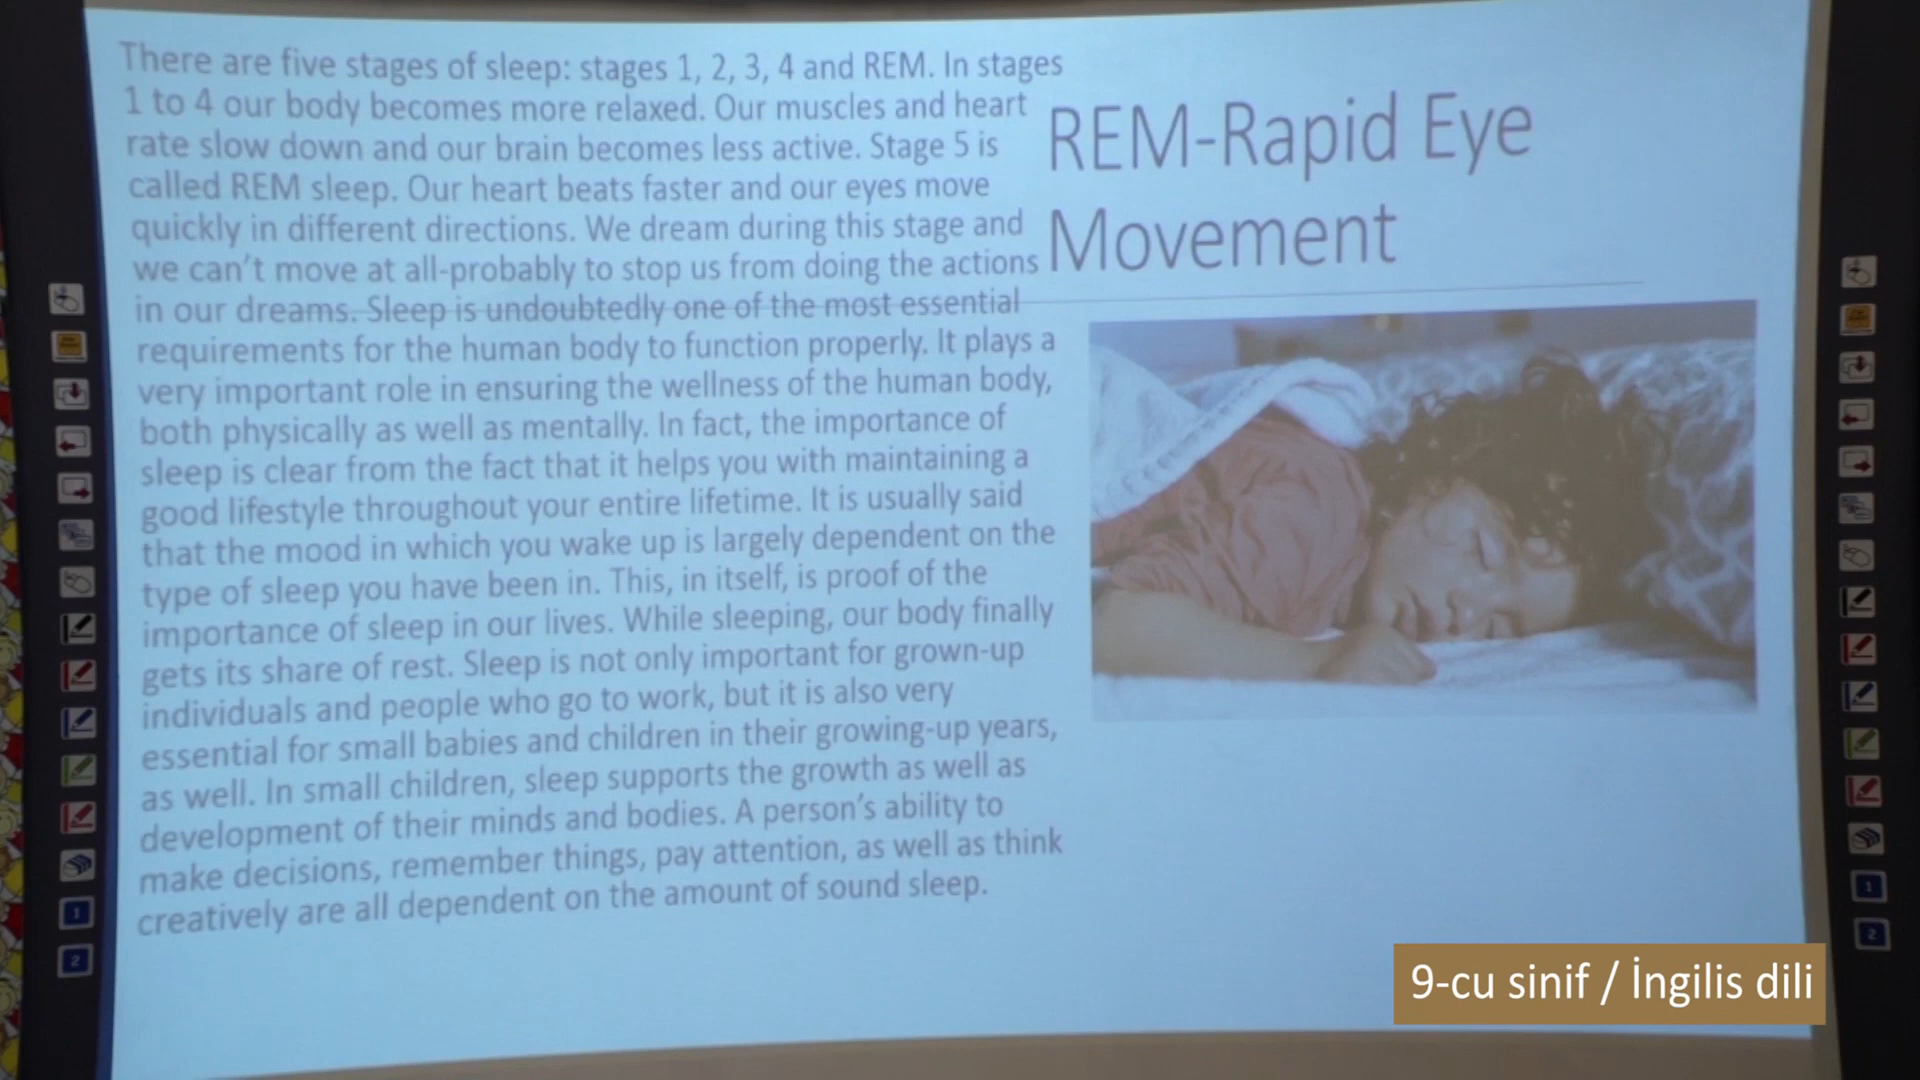 There are five stages of sleep: stages 1, 2, 3, 4 and REM. In stages
1 to 4 our body becomes more relaxed. Our muscles and heart
rate slow down and our brain becomes less active. Stage 5 is
called REM sleep. Our heart beats faster and our eyes move
quickly in different directions. We dream during this stage and
we can't move at all-probably to stop us from doing the actions
in our dreams. Sleep is undoubtedly one of the most essential
requirements for the human body to function properly. It plays a
very important role in ensuring the wellness of the human body,
both physically as well as mentally. In fact, the importance of
sleep is clear from the fact that it helps you with maintaining a
good lifestyle throughout your entire lifetime. It is usually said
that the mood in which you wake up is largely dependent on the
type of sleep you have been in. This, in itself, is proof of the
importance of sleep in our lives. While sleeping, our body finally
gets its share of rest. Sleep is not only important for grown-up
individuals and people who go to work, but it is also very
essential for small babies and children in their growing-up years,
as well. In small children, sleep supports the growth as well as
development of their minds and bodies. A person's ability to
make decisions, remember things, pay attention, as well as think
creatively are all dependent on the amount of sound sleep.
REM-Rapid Eye
Movement
1
2
1
2
9-cu sinif / İngilis dili